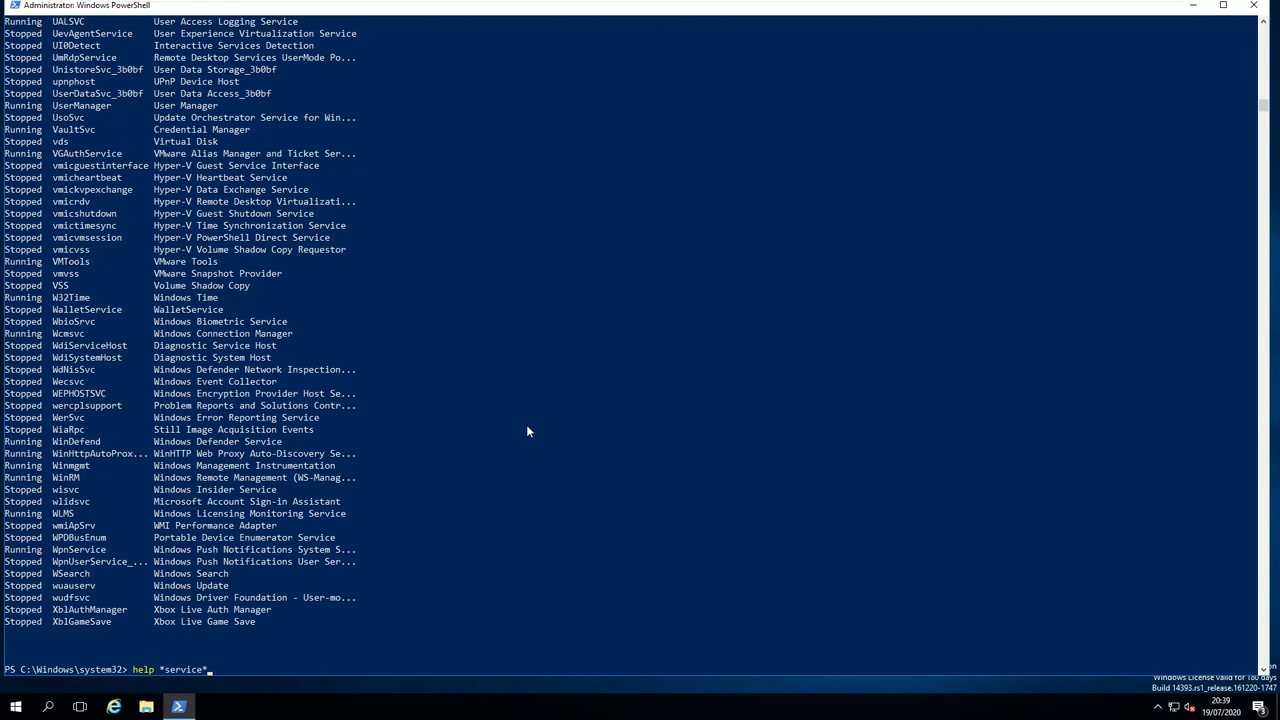 Administrator: Windows PowerShell
Running UALSVC User Access Logging Service
Stopped UevAgentService User Experience Virtualization Service
Stopped UI0Detect Interactive Services Detection
Stopped UmRdpService Remote Desktop Services UserMode Po...
Stopped UnistoreSvc_3b0bf User Data Storage_3b0bf
Stopped upnphost UPnP Device Host
Stopped UserDataSvc_3b0bf User Data Access_3b0bf
Running UserManager User Manager
Stopped UsoSvc Update Orchestrator Service for Win...
Running VaultSvc Credential Manager
Stopped vds Virtual Disk
Running VGAuthService VMware Alias Manager and Ticket Ser...
Stopped vmicguestinterface Hyper-V Guest Service Interface
Stopped vmicheartbeat Hyper-V Heartbeat Service
Stopped vmickvpexchange Hyper-V Data Exchange Service
Stopped vmicrdv Hyper-V Remote Desktop Virtualizati...
Stopped vmicshutdown Hyper-V Guest Shutdown Service
Stopped vmictimesync Hyper-V Time Synchronization Service
Stopped vmicvmsession Hyper-V PowerShell Direct Service
Stopped vmicvss Hyper-V Volume Shadow Copy Requestor
Running VMTools VMware Tools
Stopped vmvss VMware Snapshot Provider
Stopped VSS Volume Shadow Copy
Running W32Time Windows Time
Stopped WalletService WalletService
Stopped WbioSrvc Windows Biometric Service
Running Wcmsvc Windows Connection Manager
Stopped WdiServiceHost Diagnostic Service Host
Stopped WdiSystemHost Diagnostic System Host
Stopped WdNisSvc Windows Defender Network Inspection...
Stopped Wecsvc Windows Event Collector
Stopped WEPHOSTSVC Windows Encryption Provider Host Se...
Stopped wercplsupport Problem Reports and Solutions Contr...
Stopped WerSvc Windows Error Reporting Service
Stopped WiaRpc Still Image Acquisition Events
Running WinDefend Windows Defender Service
Running WinHttpAutoProx... WinHTTP Web Proxy Auto-Discovery Se...
Running Winmgmt Windows Management Instrumentation
Running WinRM Windows Remote Management (WS-Manag...
Stopped wisvc Windows Insider Service
Stopped wlidsvc Microsoft Account Sign-in Assistant
Running WLMS Windows Licensing Monitoring Service
Stopped wmiApSrv WMI Performance Adapter
Stopped WPDBusEnum Portable Device Enumerator Service
Running WpnService Windows Push Notifications System S...
Stopped WpnUserService_... Windows Push Notifications User Ser...
Stopped WSearch Windows Search
Stopped wuauserv Windows Update
Stopped wudfsvc Windows Driver Foundation - User-mo...
Stopped XblAuthManager Xbox Live Auth Manager
Stopped XblGameSave Xbox Live Game Save
PS C:\Windows\system32> help *service*
Windows License valid for 180 days
Build 14393.rs1_release.161220-1747
20:39
19/07/2020
3